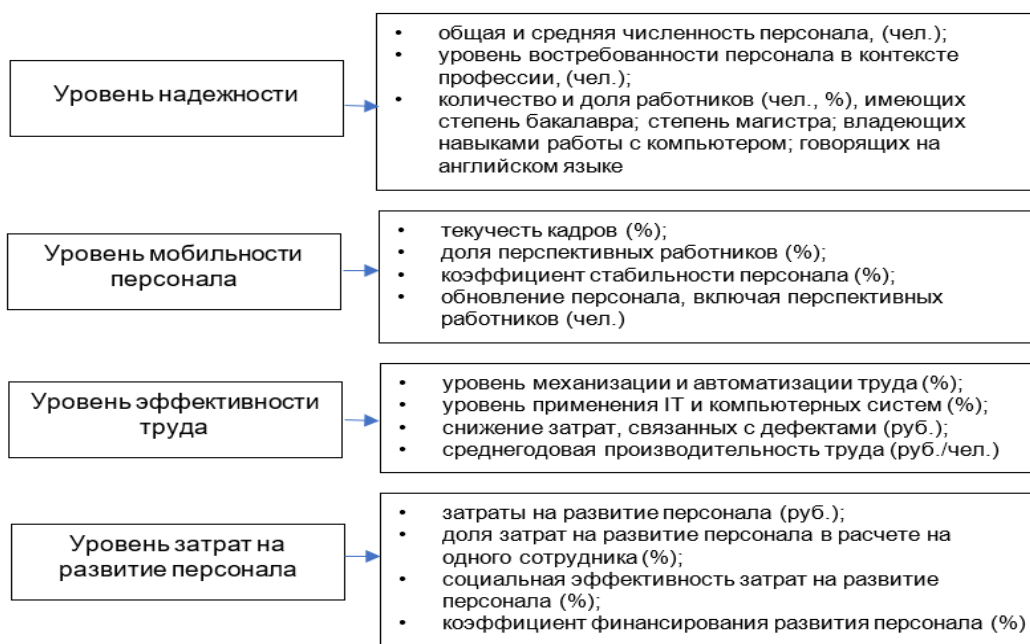 Уровень надежности
• общая и средняя численность персонала, (чел.);
• уровень востребованности персонала в контексте
профессии, (чел.);
• количество и доля работников (чел., %), имеющих
степень бакалавра; степень магистра; владеющих
навыками работы с компьютером; говорящих на
английском языке
Уровень мобильности
персонала
• текучесть кадров (%);
• доля перспективных работников (%);
• коэффициент стабильности персонала (%);
• обновление персонала, включая перспективных
работников (чел.)
Уровень эффективности
труда
• уровень механизации и автоматизации труда (%);
• уровень применения IT и компьютерных систем (%);
• снижение затрат, связанных с дефектами (руб.);
• среднегодовая производительность труда (руб./чел.)
Уровень затрат на
развитие персонала
• затраты на развитие персонала (руб.);
• доля затрат на развитие персонала в расчете на
одного сотрудника (%);
• социальная эффективность затрат на развитие
персонала (%);
• коэффициент финансирования развития персонала (%)